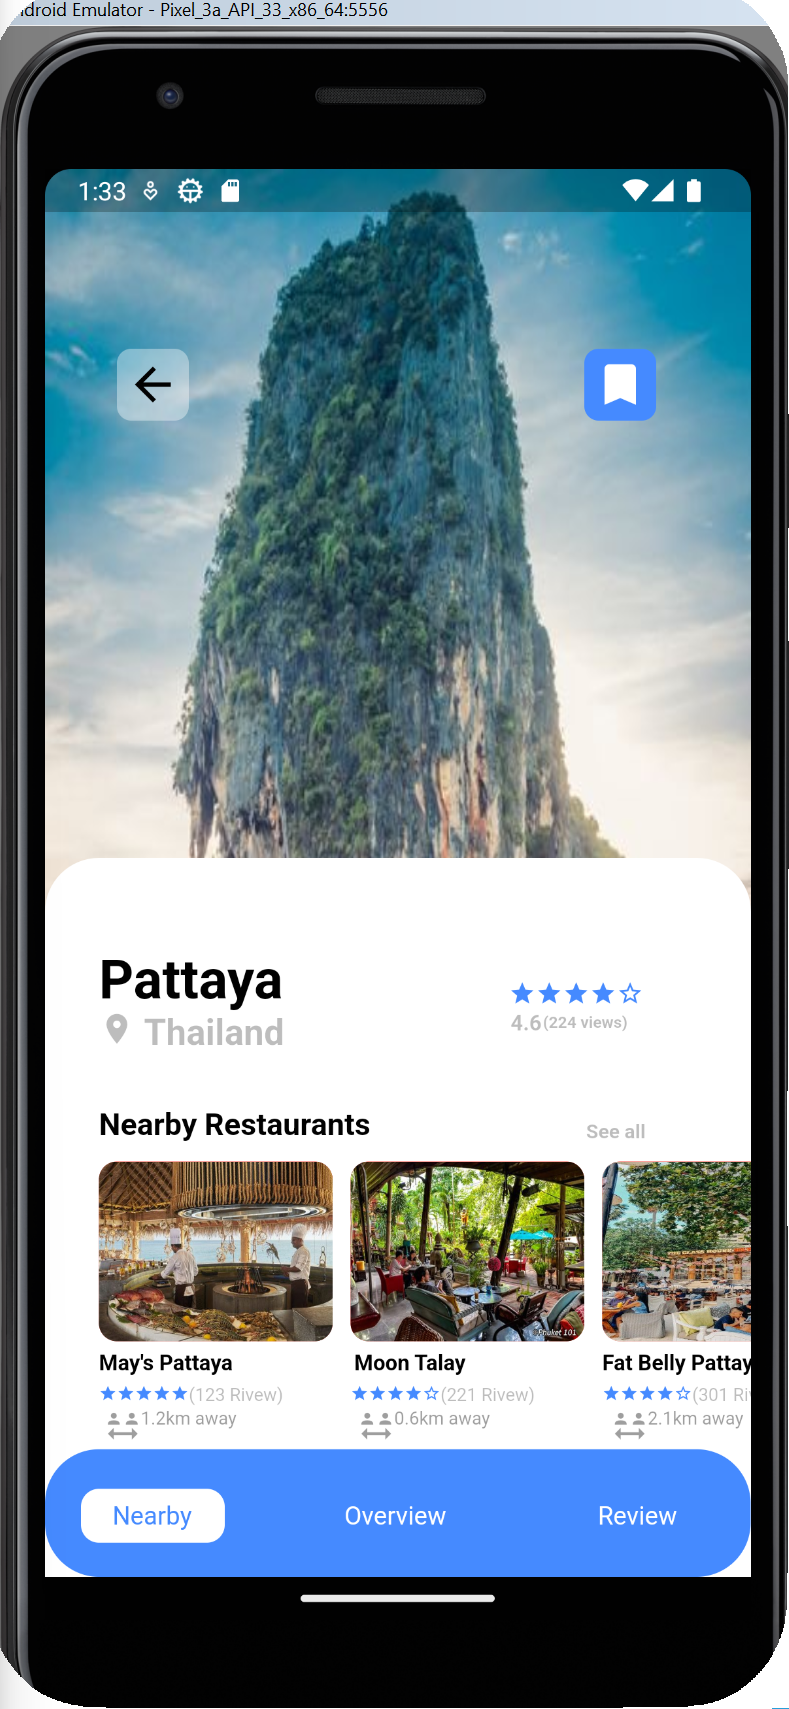 droid Emulator - Pixel_3a_API_33_x86_64:5556
1:33
Pattaya
Thailand
4.6(224 views)
Nearby Restaurants
See all
©Phuket 101
May's Pattaya
Moon Talay
Fat Belly Pattay
(123 Rivew)
(221 Rivew)
(301 Riv
1.2km away
0.6km away
2.1km away
Nearby
Overview
Review